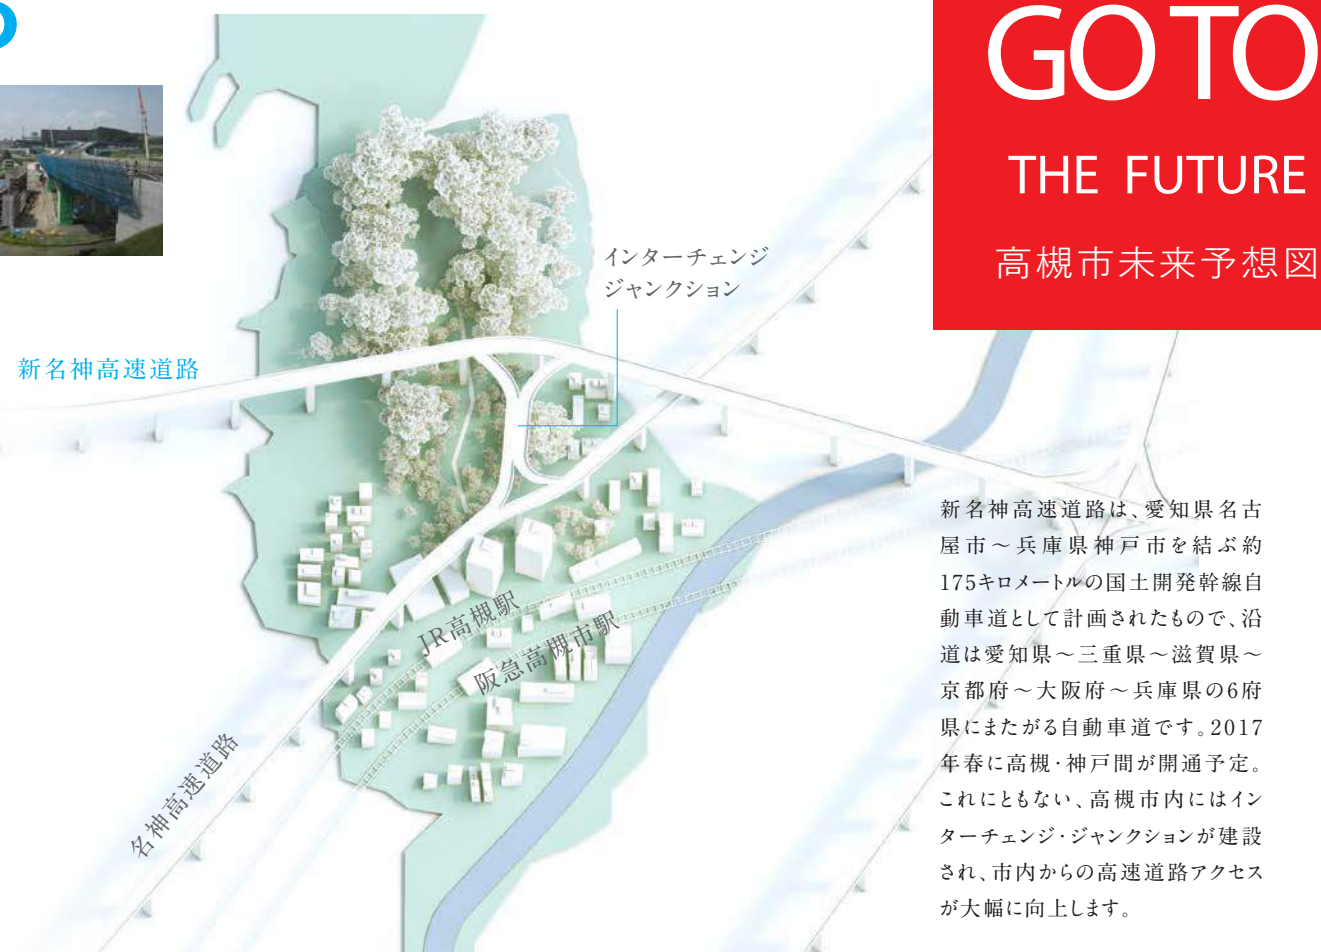 GO TO
THE FUTURE
高槻市未来予想図
インターチェンジ
ジャンクション
新名神高速道路
JR高槻駅
阪急高槻市駅
名神高速道路
新名神高速道路は、愛知県名古
屋市～兵庫県神戸市を結ぶ約
175キロメートルの国土開発幹線自
動車道として計画されたもので、沿
道は愛知県～三重県～滋賀県～
京都府～大阪府～兵庫県の6府
県にまたがる自動車道です。2017
年春に高槻・神戸間が開通予定。
これにともない、高槻市内にはイン
ターチェンジ・ジャンクションが建設
され、市内からの高速道路アクセス
が大幅に向上します。